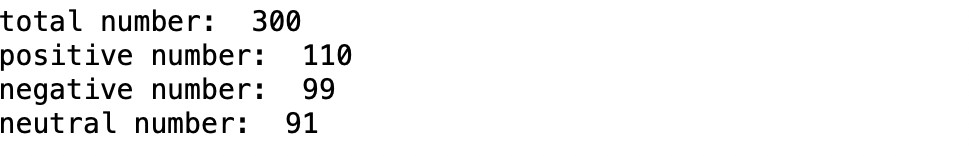 total number:  300
positive number:  110
negative number:  99
neutral number:  91